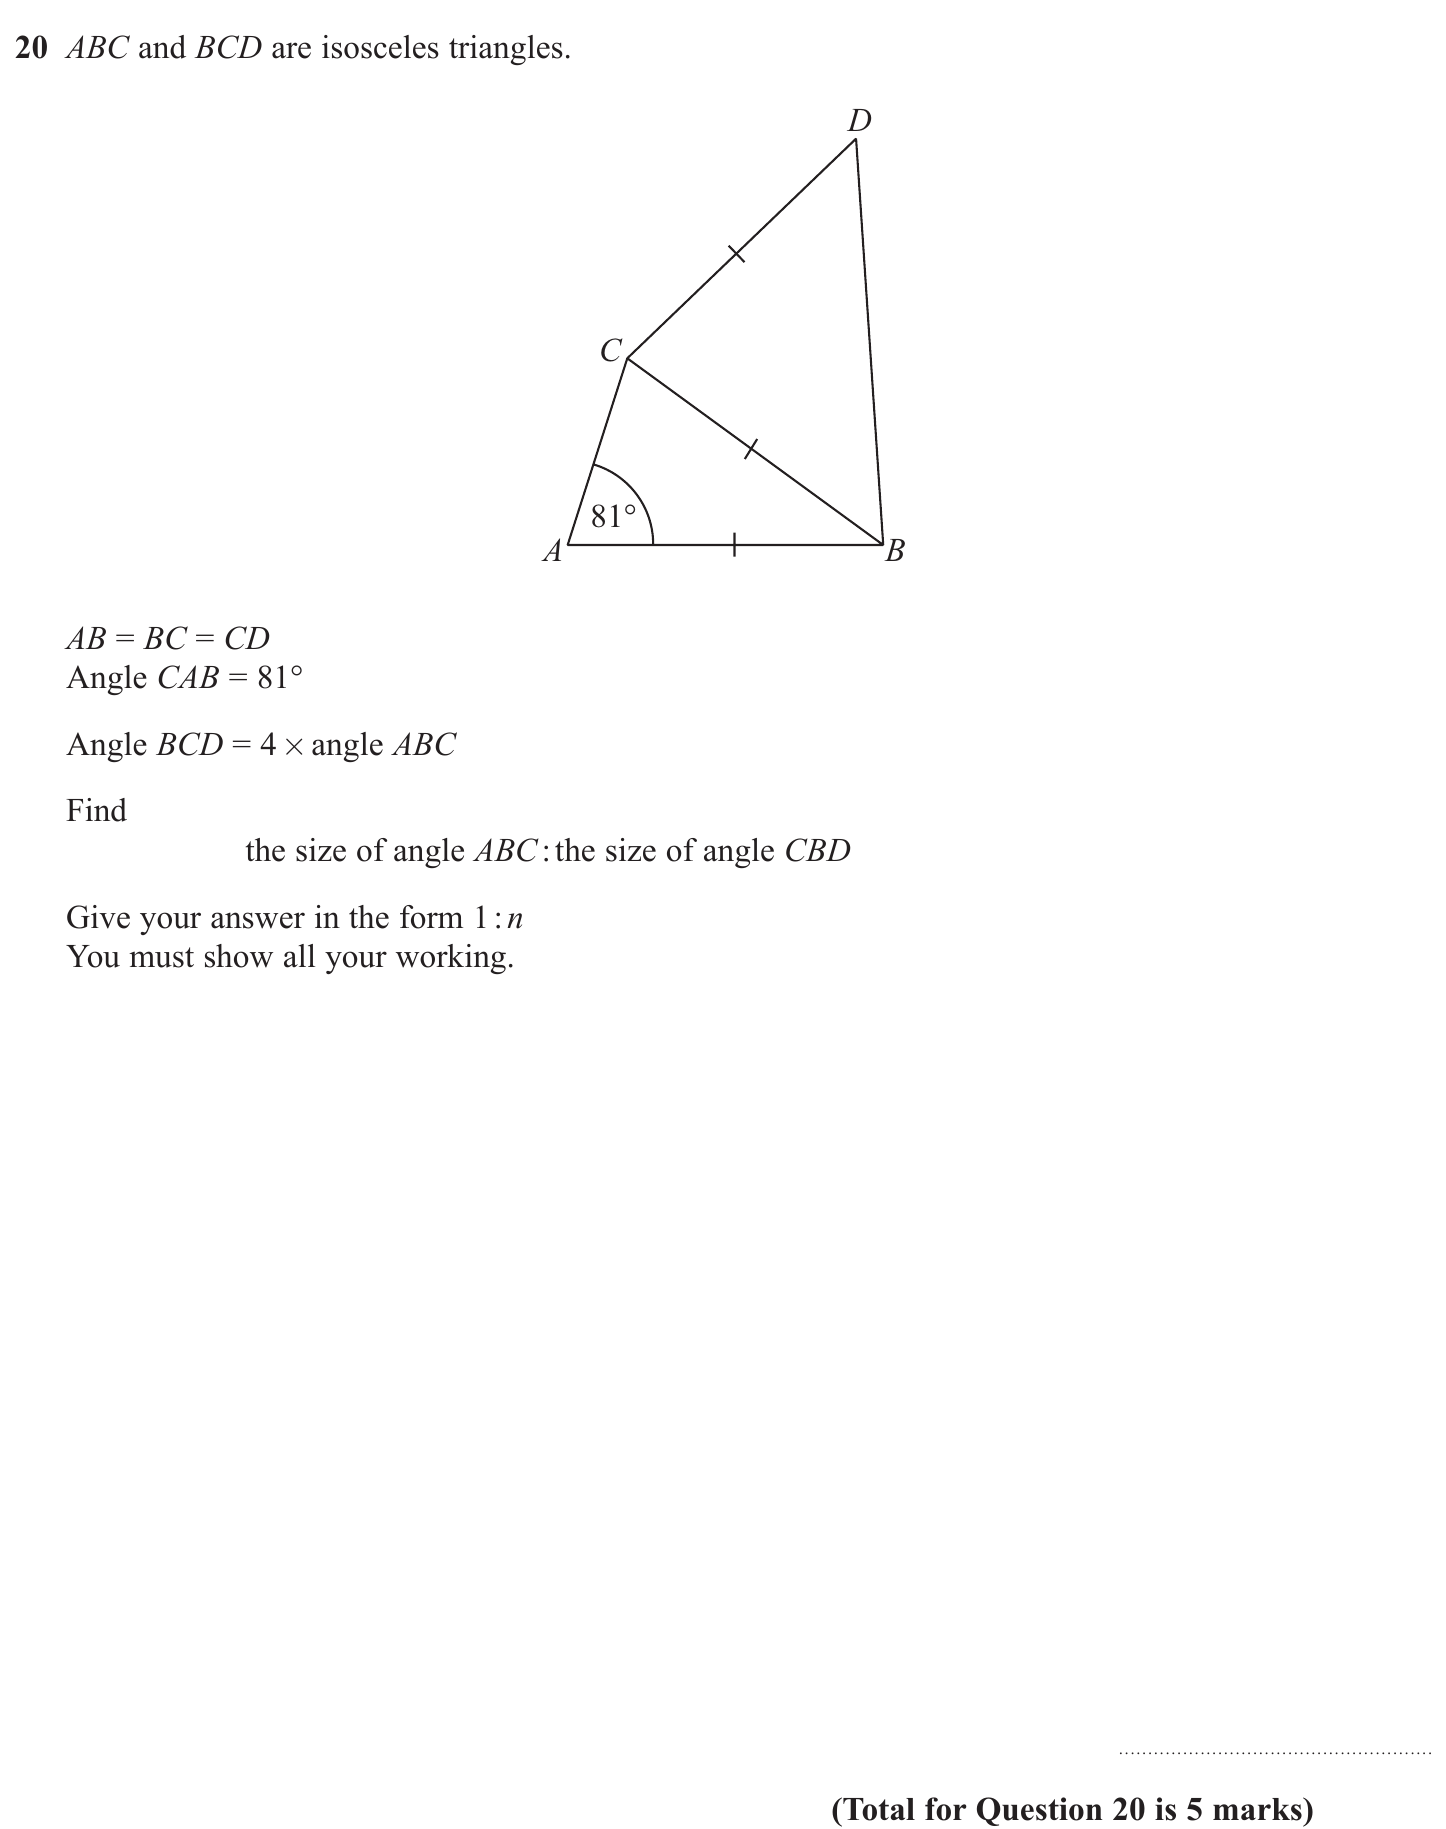 20 ABC and BCD are isosceles triangles.
D
C
81°
A
B
AB = BC = CD
Angle CAB = 81°
Angle BCD = 4 × angle ABC
Find
the size of angle ABC : the size of angle CBD
Give your answer in the form 1 : n
You must show all your working.
(Total for Question 20 is 5 marks)